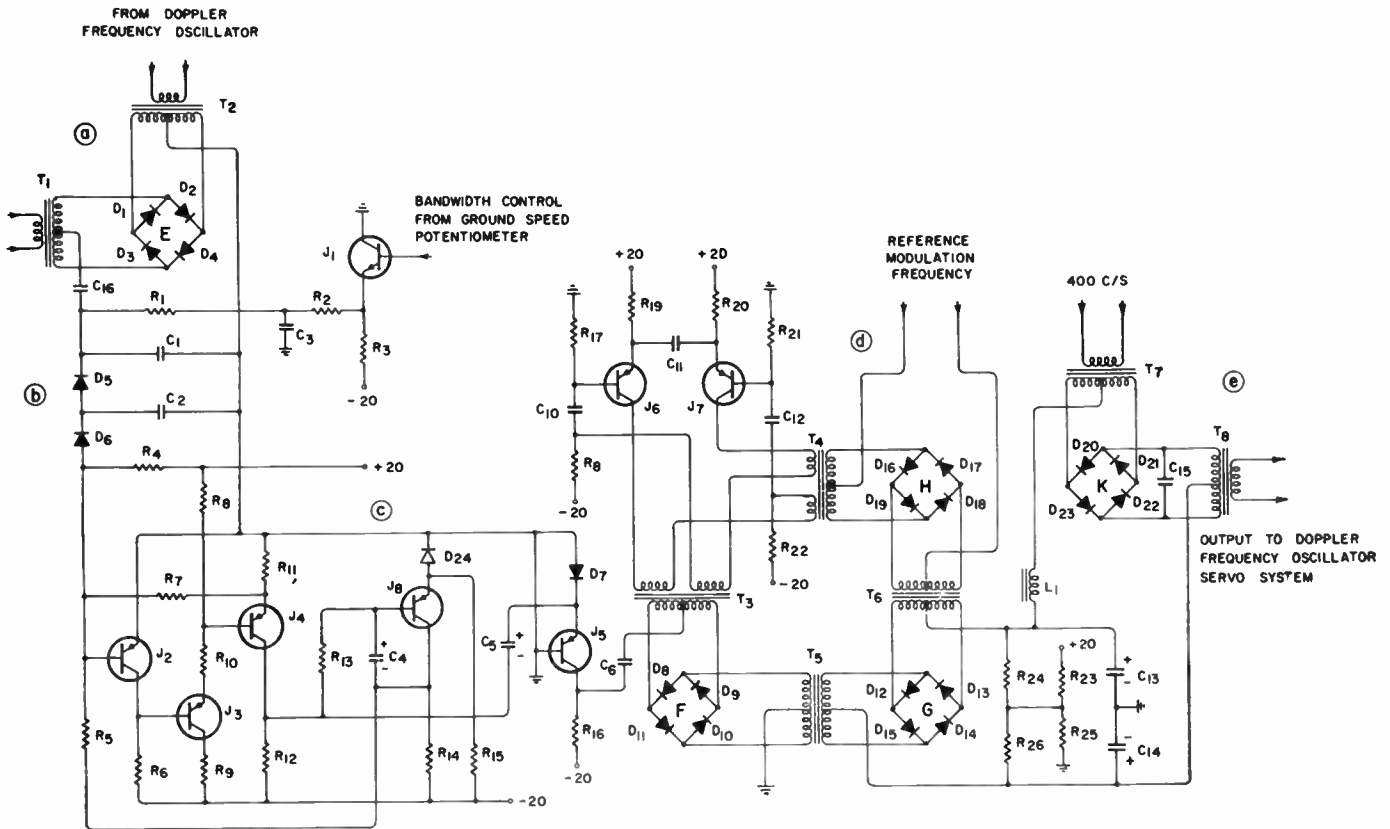 FROM DOPPLER
FREQUENCY OSCILLATOR
T2
a
T1
D1
D2
E
D3
D4
J1
BANDWIDTH CONTROL
FROM GROUND SPEED
POTENTIOMETER
C16
R1
R2
C3
R3
- 20
C1
b
D5
C2
D6
R4
+20
R8
c
R7
R11
J4
D24
J8
D7
J5
J2
R10
R13
C4
+
-
C5
+
-
J3
R5
R6
R9
R12
R14
R15
R16
-20
-20
+20
+2D
R17
R19
R20
R21
C11
J6
J7
C10
C12
R8
-20
R22
-20
d
REFERENCE
MODULATION
FREQUENCY
T4
D16
D17
H
D19
D18
T3
C6
D8
D9
F
D11
D10
T5
T6
D12
D13
G
D15
D14
400 C/S
T7
e
D20
D21
K
C15
D23
D22
T8
OUTPUT TO DOPPLER
FREQUENCY OSCILLATOR
SERVO SYSTEM
L1
+20
R24
R23
+
-
C13
R26
R25
-
+
C14